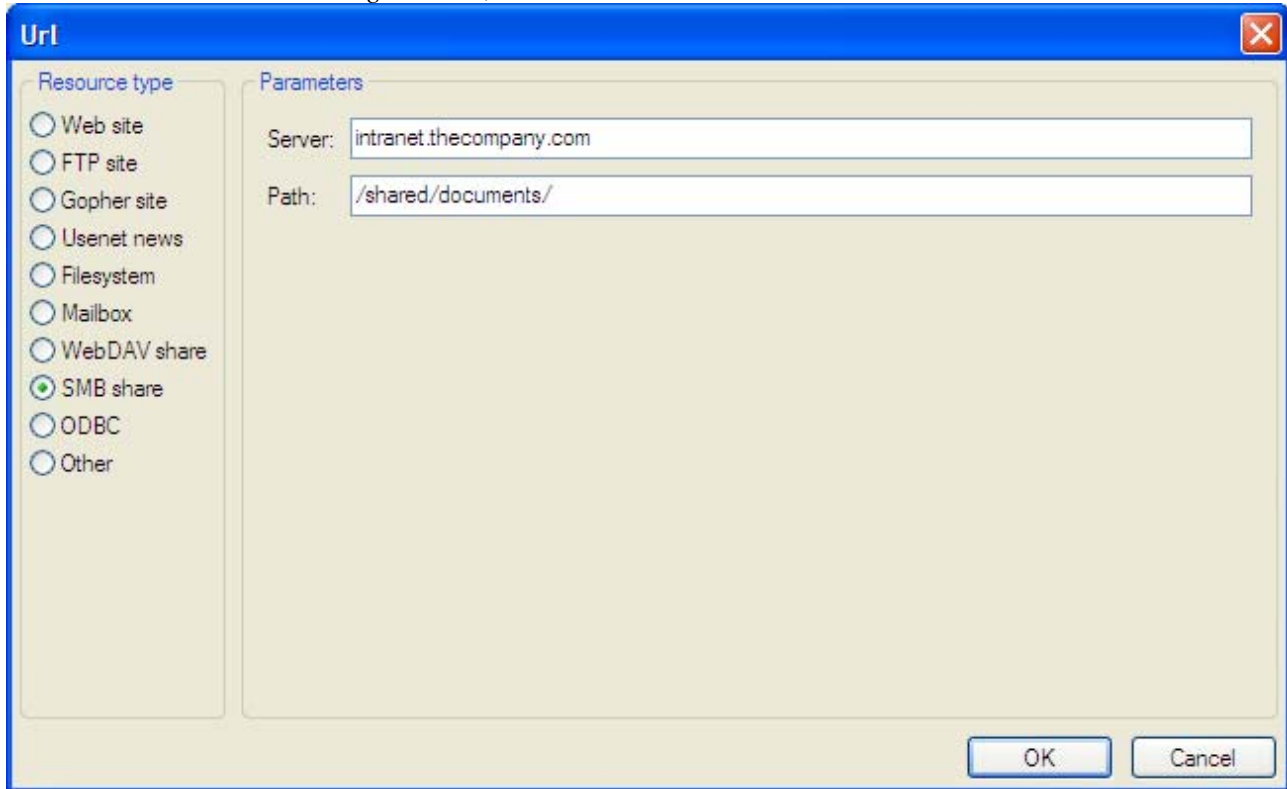 Url
Resource type
Web site
FTP site
Gopher site
Usenet news
Filesystem
Mailbox
WebDAV share
SMB share
ODBC
Other
Parameters
Server: intranet.thecompany.com
Path: /shared/documents/
OK Cancel